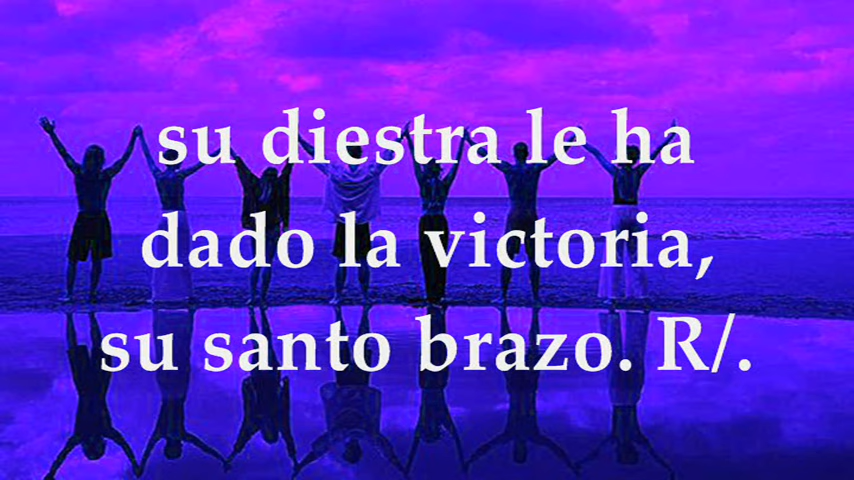 su diestra le ha
dado la victoria,
su santo brazo. R/.